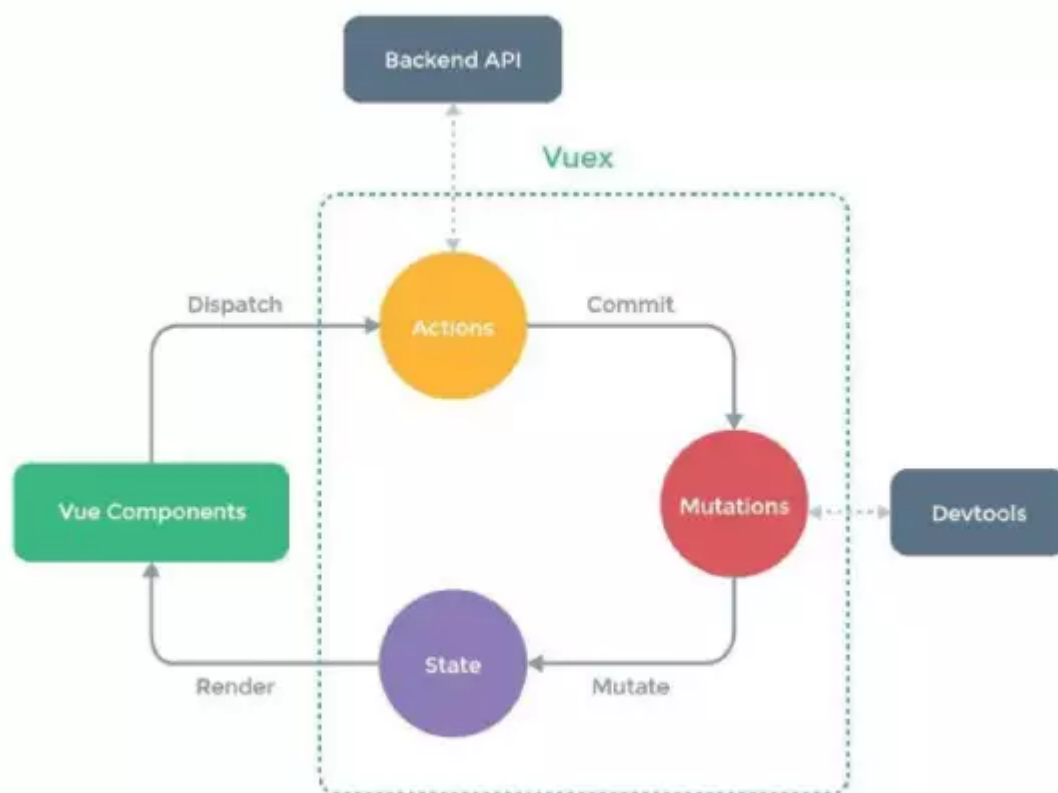 Backend API
Vuex
Dispatch
Actions
Commit
Vue Components
Mutations
Devtools
State
Render
Mutate